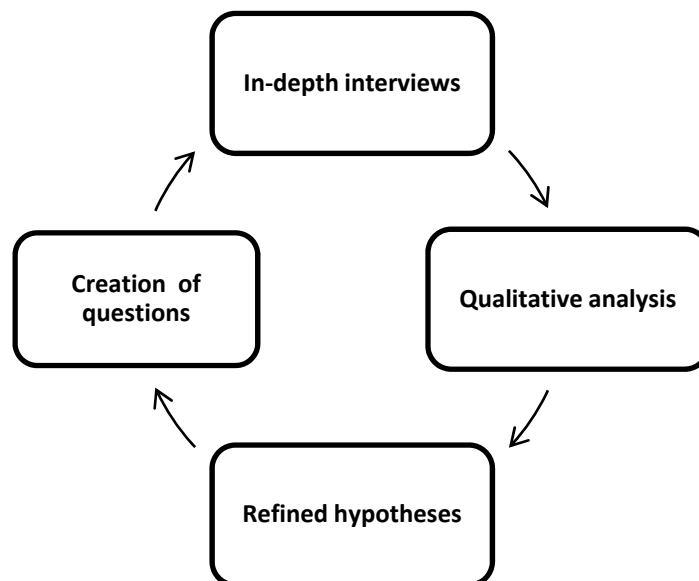 In-depth interviews
Creation of
questions
Qualitative analysis
Refined hypotheses